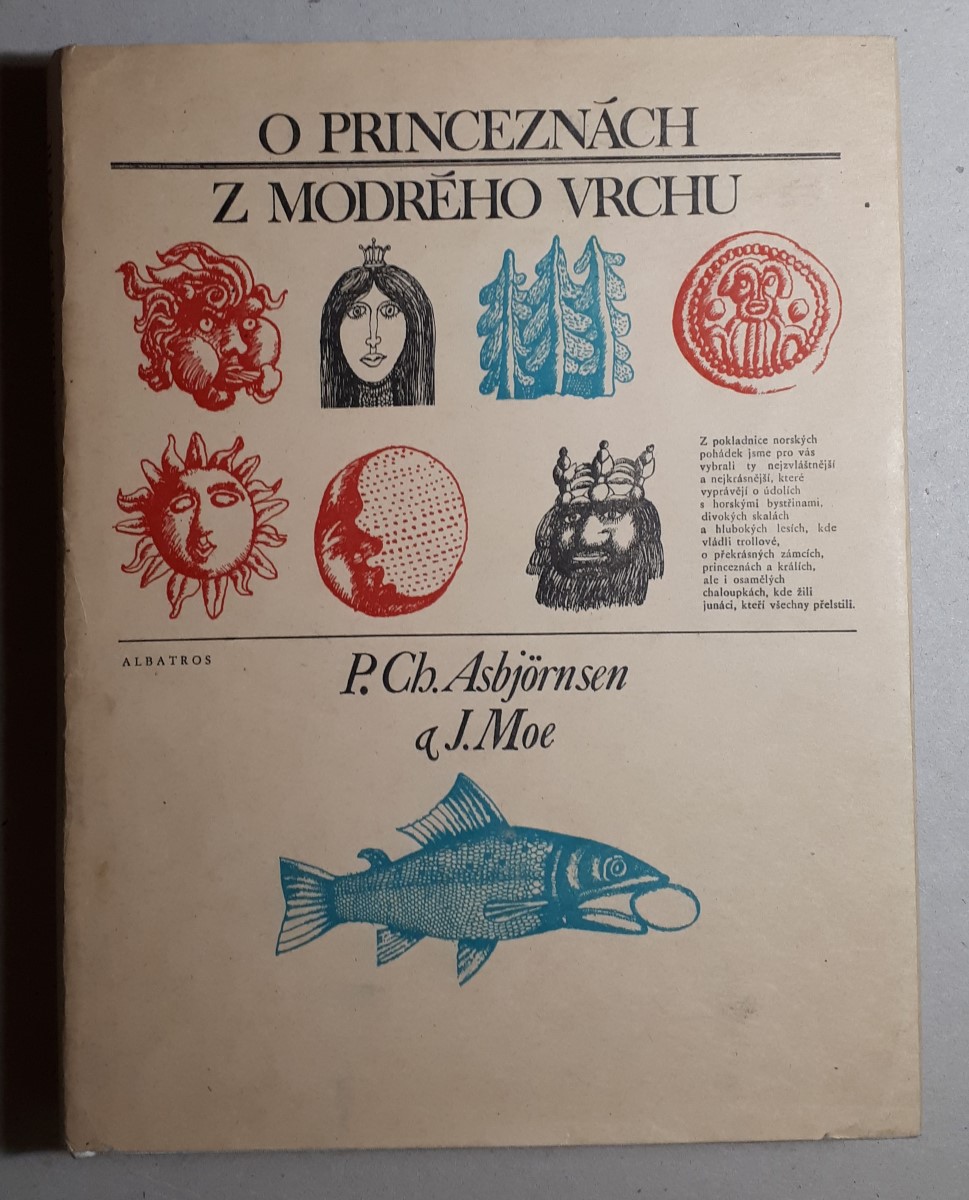 O PRINCEZNÁCH
Z MODRÉHO VRCHU
Z pokladnice norských
pohádek jsme pro vás
vybrali ty nejzvláštnější
a nejkrásnější, které
vyprávějí o údolích
s horskými bystřinami,
divokých skalách
a hlubokých lesích, kde
vládli trollové,
o překrásných zámcích,
princeznách a králích,
ale i osamělých
chaloupkách, kde žili
junáci, kteří všechny přelstili.
ALBATROS
P. Ch. Asbjörnsen
a J. Moe